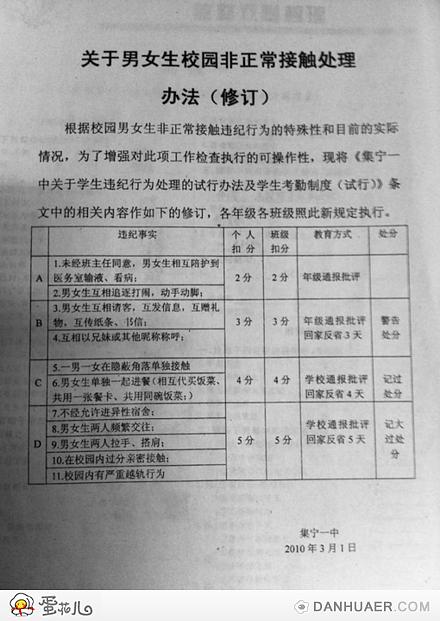 关于男女生校园非正常接触处理
办法（修订）
根据校园男女生非正常接触违纪行为的特殊性和目前的实际
情况，为了增强对此项工作检查执行的可操作性，现将《集宁一
中关于学生违纪行为处理的试行办法及学生考勤制度（试行）》条
文中的相关内容作如下的修订，各年级各班级照此新规定执行。
违纪事实
个人
扣分
班级
扣分
教育方式
处分
A
1.未经班主任同意，男女生相互陪护到
医务室输液、看病；
2.男女生互相追逐打闹，动手动脚；
2分
2分
年级通报批评
B
3.男女生互相请客，互发信息，互赠礼
物，互传纸条、书信；
4.互相以兄妹或其他昵称称呼；
3分
3分
年级通报批评
回家反省3天
警告
处分
C
5.一男一女在隐蔽角落单独接触
6.男女生单独一起进餐(相互代买饭菜、
共用一张餐卡、共用同碗饭菜；)
4分
4分
学校通报批评
回家反省4天
记过
处分
D
7.不经允许进异性宿舍；
8.男女生两人频繁交往；
9.男女生两人拉手、搭肩；
10.在校园内过分亲密接触；
11.校园内有严重越轨行为
5分
5分
学校通报批评
回家反省5天
记大
过处
分
集宁一中
2010年3月1日
蛋花儿
DANHUAER.COM